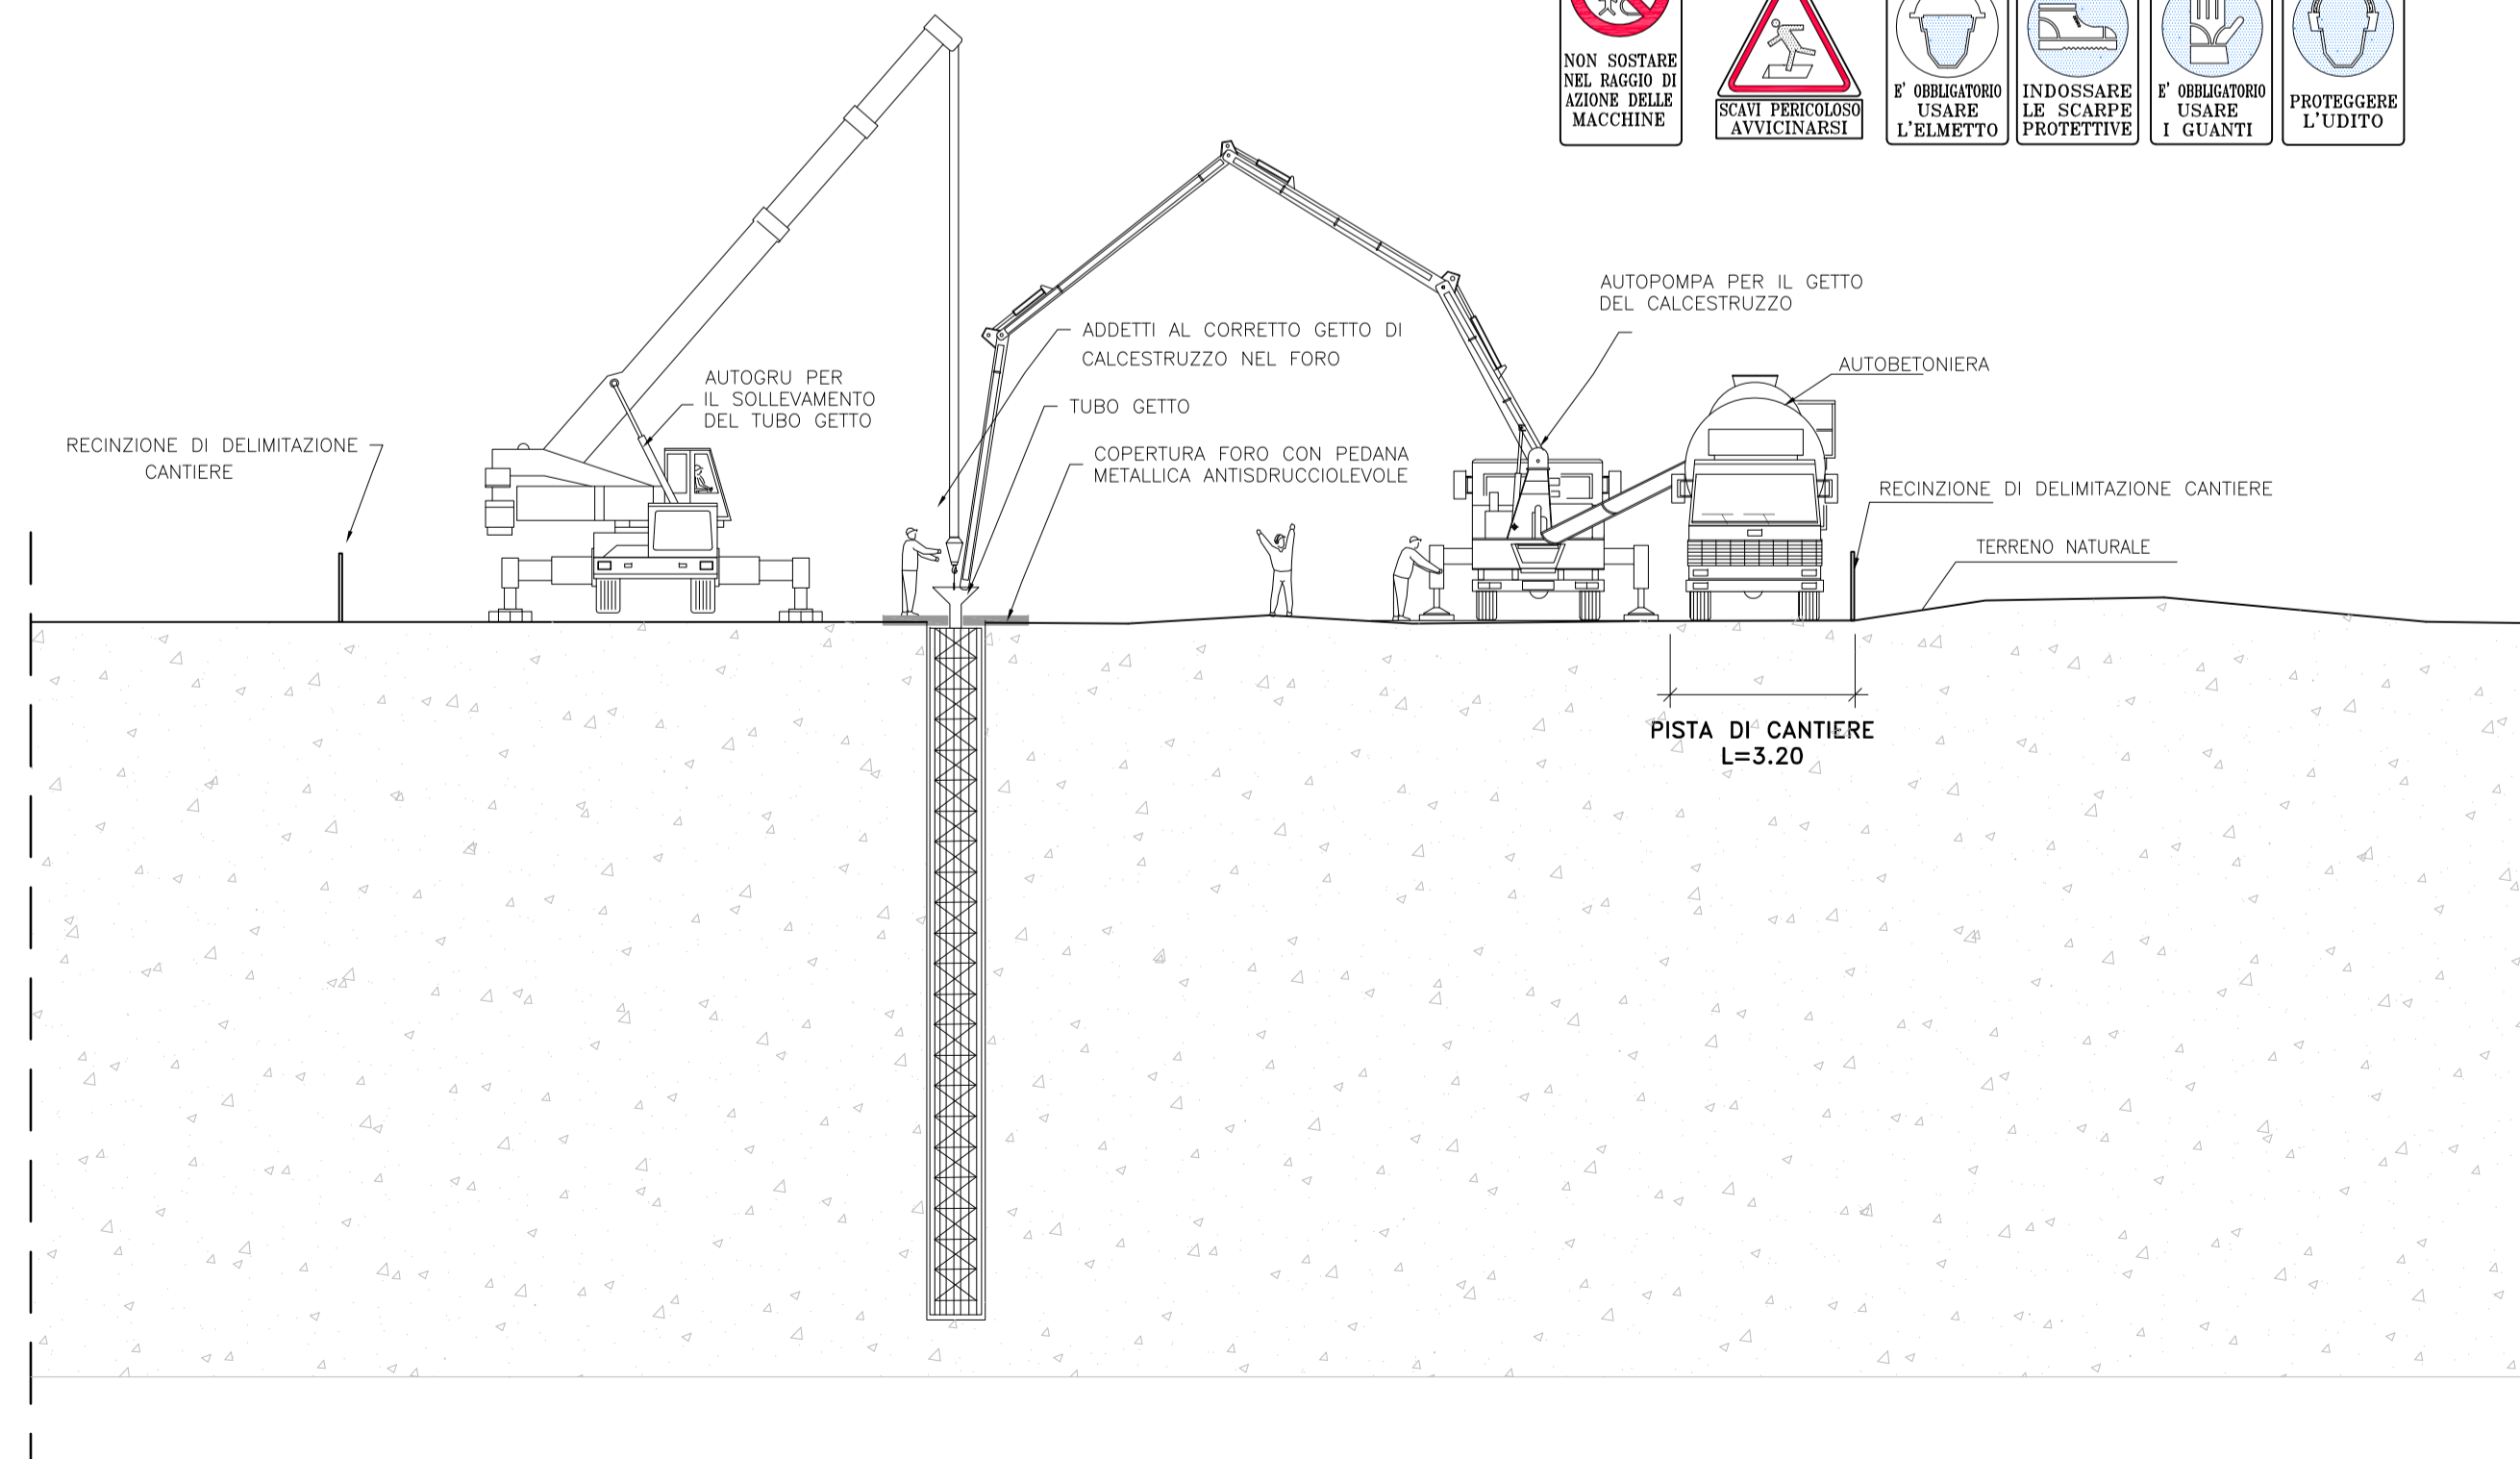 NON SOSTARE
NEL RAGGIO DI
AZIONE DELLE
MACCHINE
SCAVI PERICOLOSO
AVVICINARSI
E' OBBLIGATORIO
USARE
L'ELMETTO
INDOSSARE
LE SCARPE
PROTETTIVE
E' OBBLIGATORIO
USARE
I GUANTI
PROTEGGERE
L'UDITO
AUTOPOMPA PER IL GETTO
DEL CALCESTRUZZO
ADDETTI AL CORRETTO GETTO DI
CALCESTRUZZO NEL FORO
AUTOBETONIERA
AUTOGRU PER
IL SOLLEVAMENTO
DEL TUBO GETTO
TUBO GETTO
RECINZIONE DI DELIMITAZIONE
CANTIERE
COPERTURA FORO CON PEDANA
METALLICA ANTISDRUCCIOLEVOLE
RECINZIONE DI DELIMITAZIONE CANTIERE
TERRENO NATURALE
PISTA DI CANTIERE
L=3.20